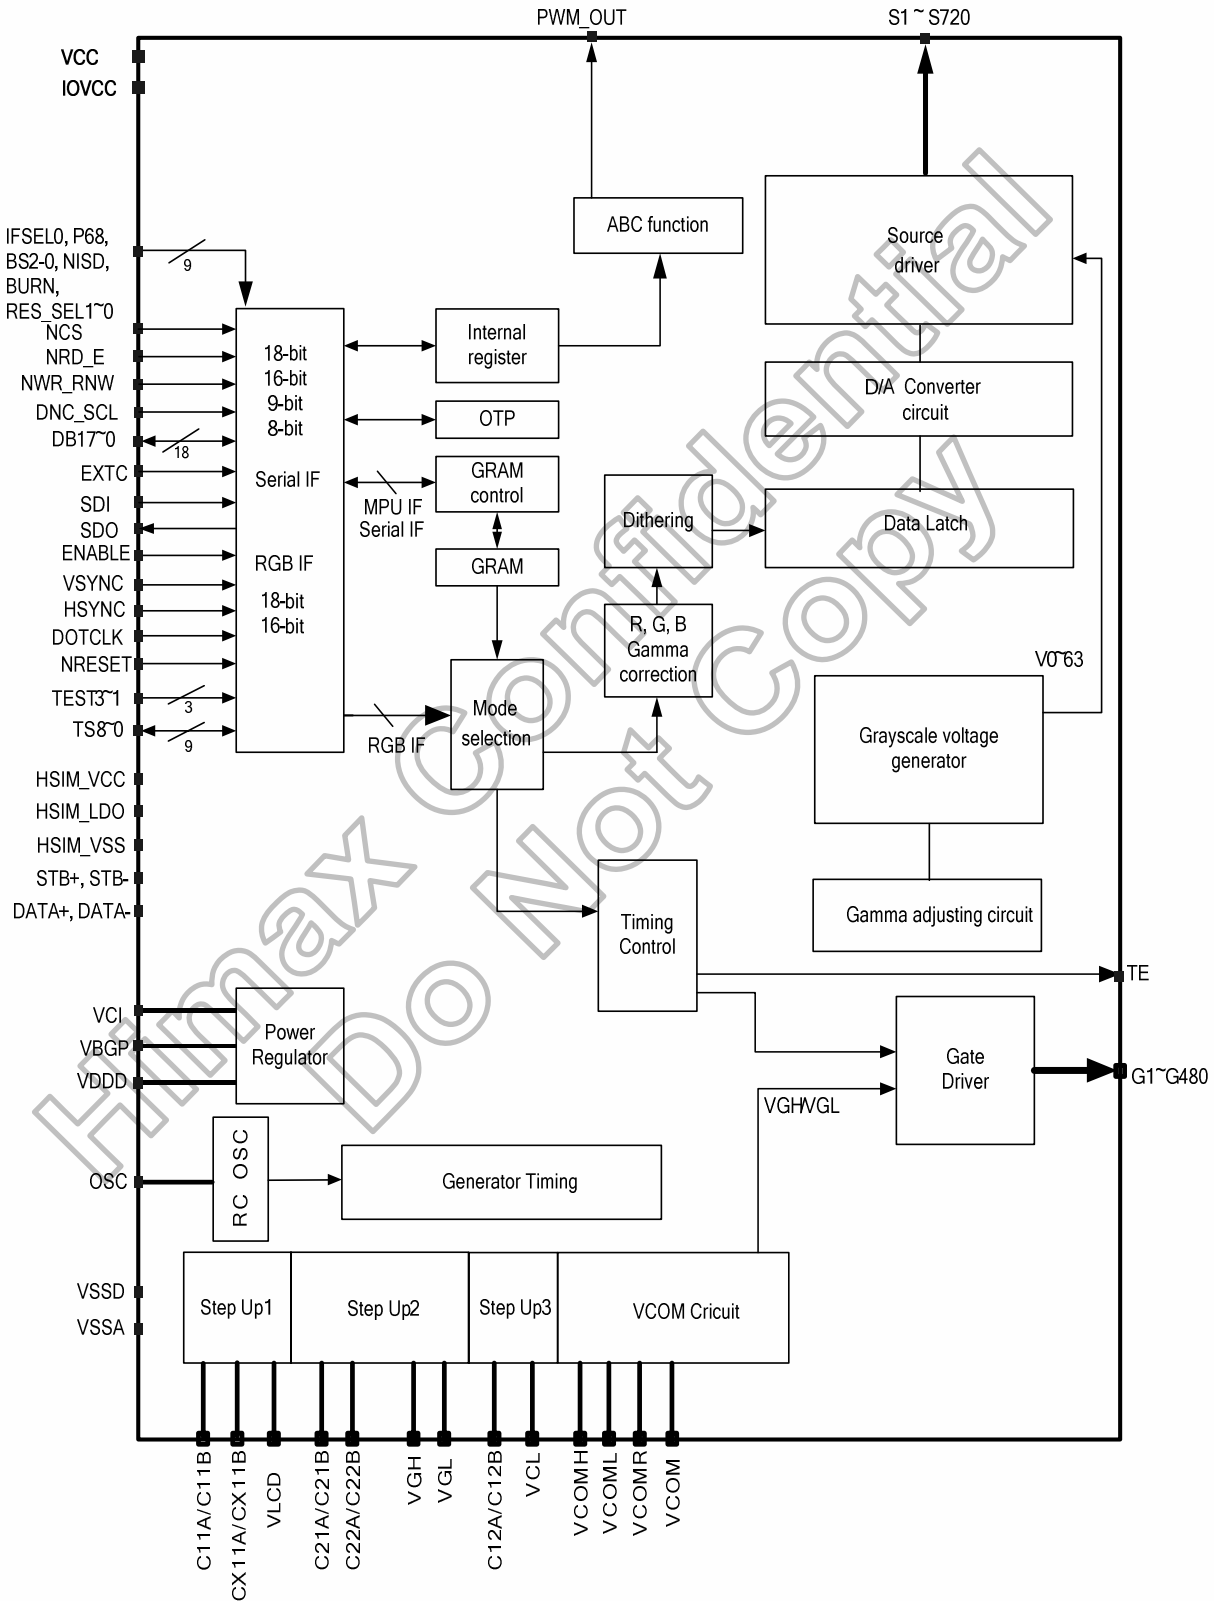 PWM_OUT
S1~S720
VCC
IOVCC
IFSEL0, P68,
BS2-0, NISD,
BURN,
RES_SEL1~0
9
NCS
NRD_E
NWR_RNW
DNC_SCL
DB17~0
18
EXTC
SDI
SDO
ENABLE
VSYNC
HSYNC
DOTCLK
NRESET
TEST3~1
3
TS8~0
9
HSIM_VCC
HSIM_LDO
HSIM_VSS
STB+, STB-
DATA+, DATA-
18-bit
16-bit
9-bit
8-bit
Serial IF
RGB IF
18-bit
16-bit
ABC function
Internal
register
OTP
GRAM
control
MPU IF
Serial IF
GRAM
Mode
selection
RGB IF
Dithering
R, G, B
Gamma
correction
Source
driver
D/A Converter
circuit
Data Latch
V0~63
Grayscale voltage
generator
Gamma adjusting circuit
Timing
Control
TE
Gate
Driver
G1~G480
VGH/VGL
VCI
VBGP
VDDD
Power
Regulator
OSC
RC OSC
Generator Timing
VSSD
VSSA
Step Up1
Step Up2
Step Up3
VCOM Cricuit
C11A/C11B
CX11A/CX11B
VLCD
C21A/C21B
C22A/C22B
VGH
VGL
C12A/C12B
VCL
VCOMH
VCOML
VCOMR
VCOM
Himax Confidential
Do Not Copy